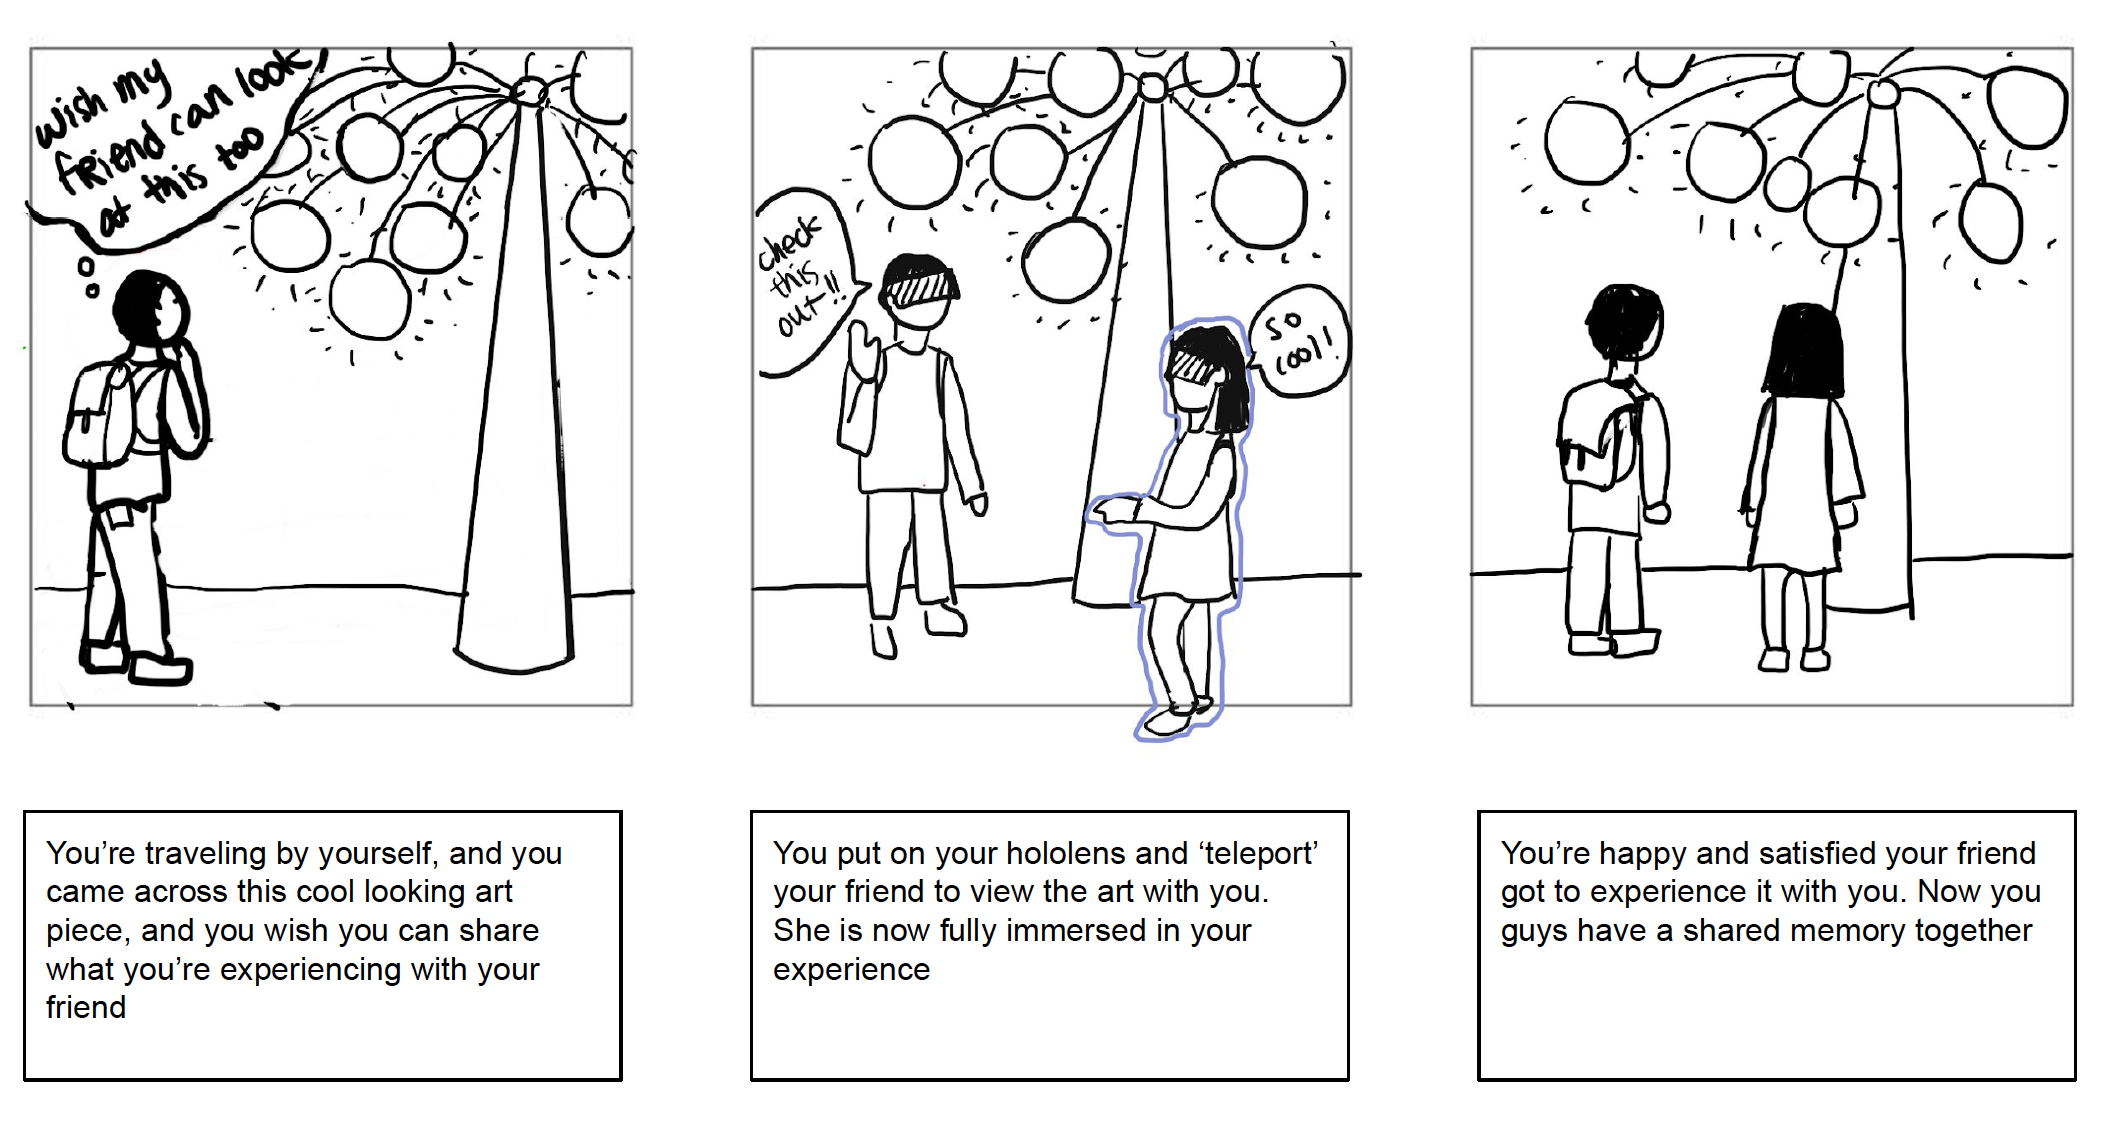 wish my
friend can look
at this too
check
this
out!!
so
cool!
You’re traveling by yourself, and you
came across this cool looking art
piece, and you wish you can share
what you’re experiencing with your
friend
You put on your hololens and ‘teleport’
your friend to view the art with you.
She is now fully immersed in your
experience
You’re happy and satisfied your friend
got to experience it with you. Now you
guys have a shared memory together